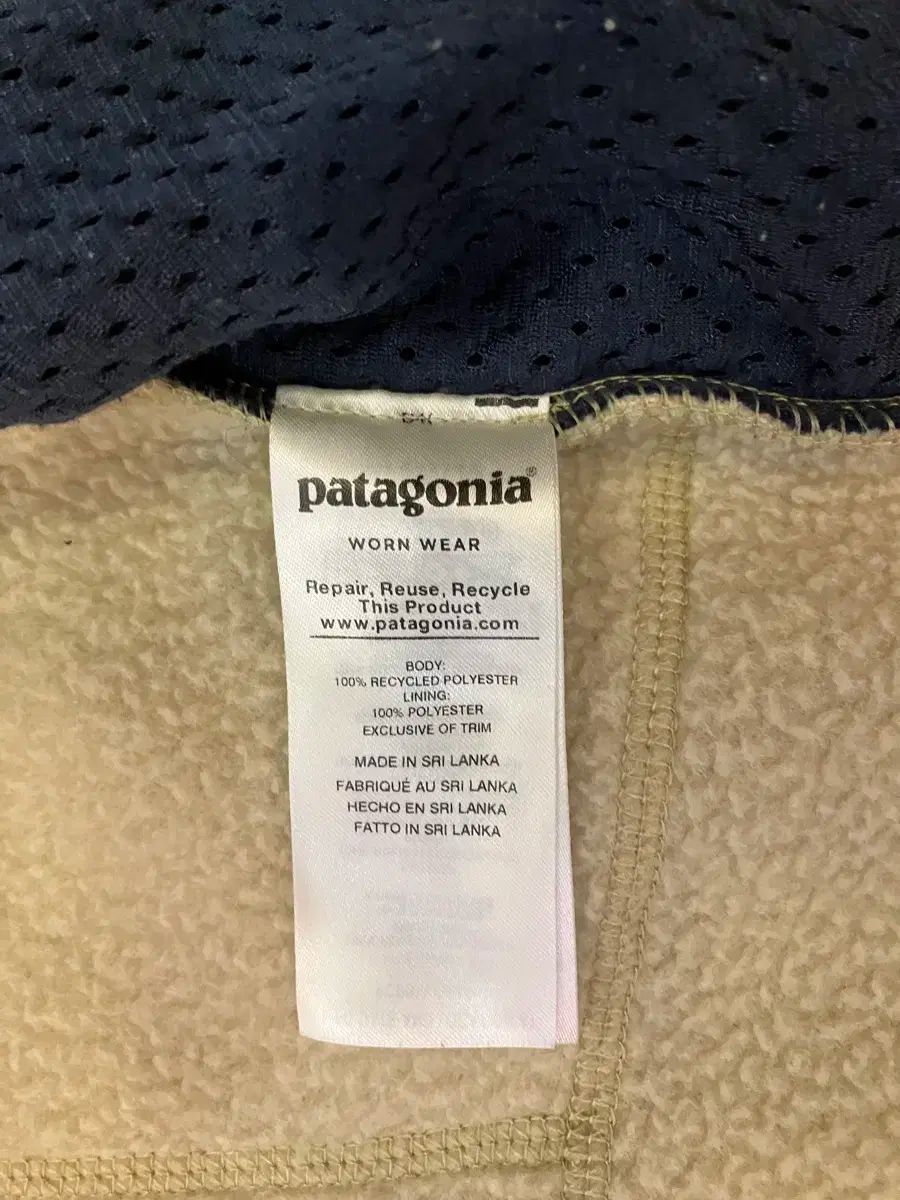 patagonia®
WORN WEAR
Repair, Reuse, Recycle
This Product
www.patagonia.com
BODY:
100% RECYCLED POLYESTER
LINING:
100% POLYESTER
EXCLUSIVE OF TRIM
MADE IN SRI LANKA
FABRIQUÉ AU SRI LANKA
HECHO EN SRI LANKA
FATTO IN SRI LANKA